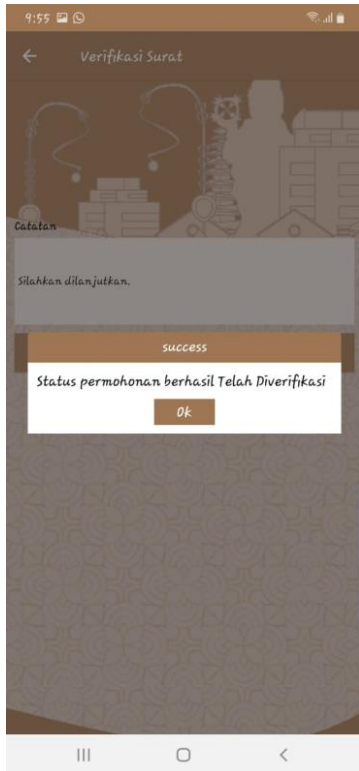 9:55
Verifikasi Surat
Catatan
Silahkan dilanjutkan.
success
Status permohonan berhasil Telah Diverifikasi
Ok